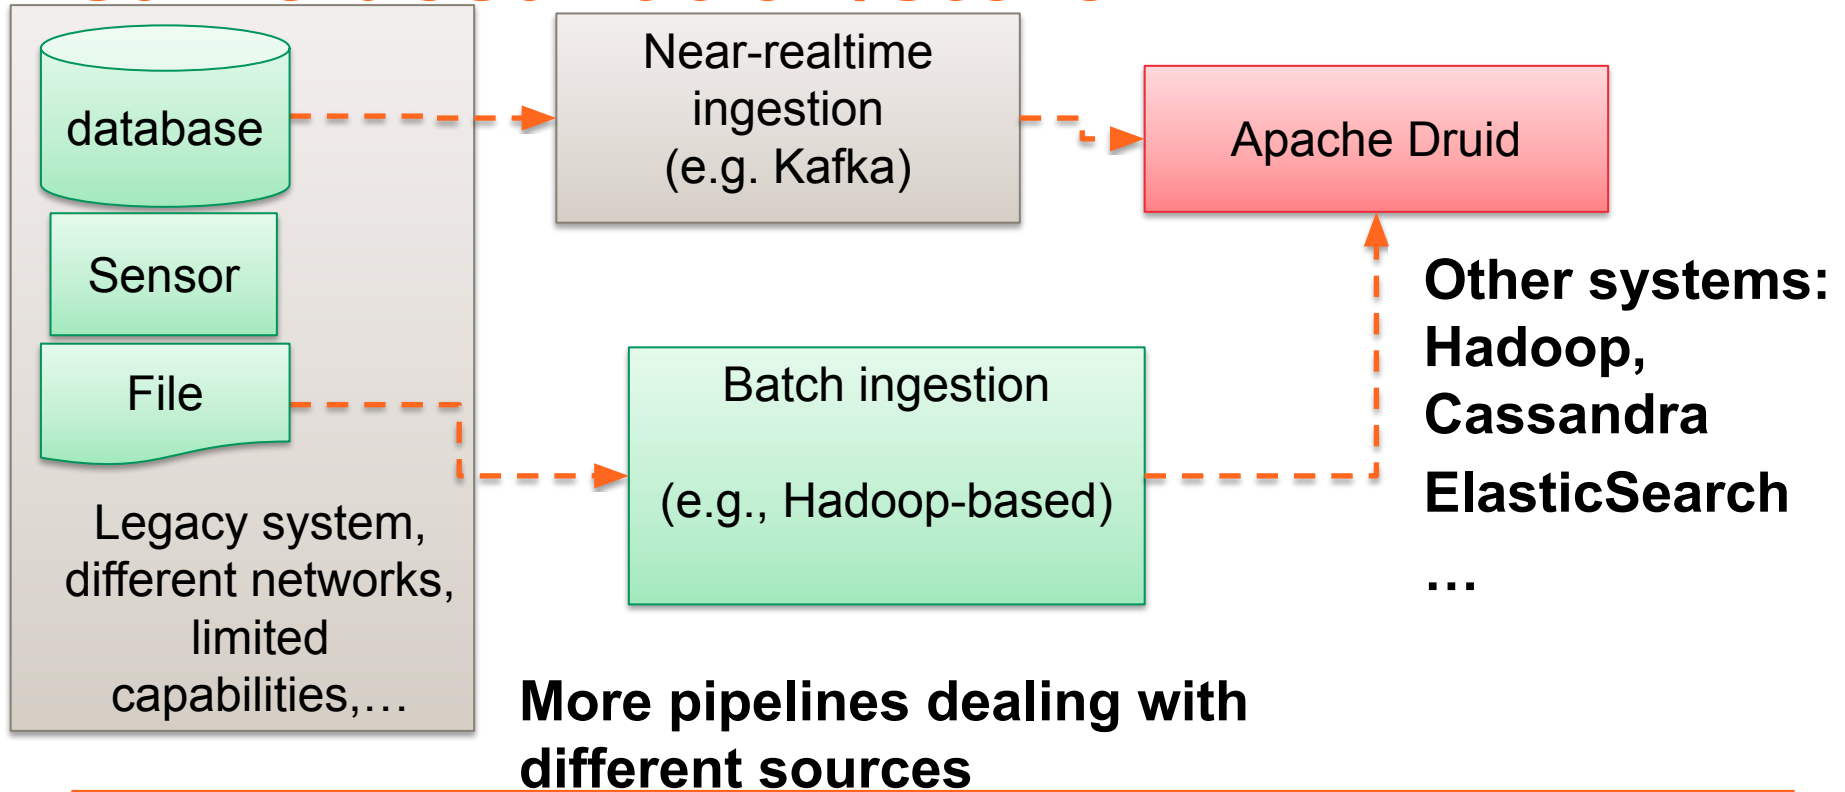 database
Sensor
File
Legacy system,
different networks,
limited
capabilities,…
Near-realtime
ingestion
(e.g. Kafka)
Apache Druid
Batch ingestion
(e.g., Hadoop-based)
Other systems:
Hadoop,
Cassandra
ElasticSearch
…
More pipelines dealing with
different sources